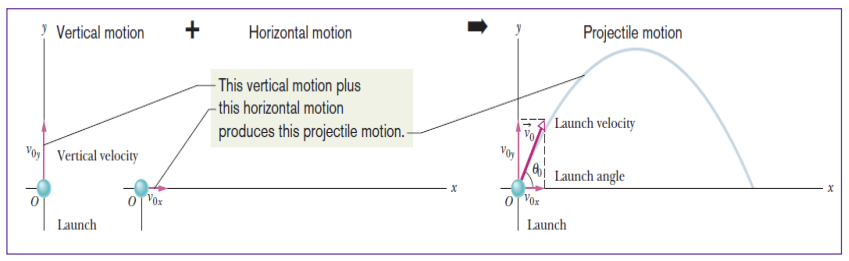 y Vertical motion + Horizontal motion ➡ y Projectile motion
This vertical motion plus
this horizontal motion
produces this projectile motion.
v0y Vertical velocity
O
Launch
O v0x
x
v⃗0 Launch velocity
v0y
θ0 Launch angle
O v0x
x
Launch